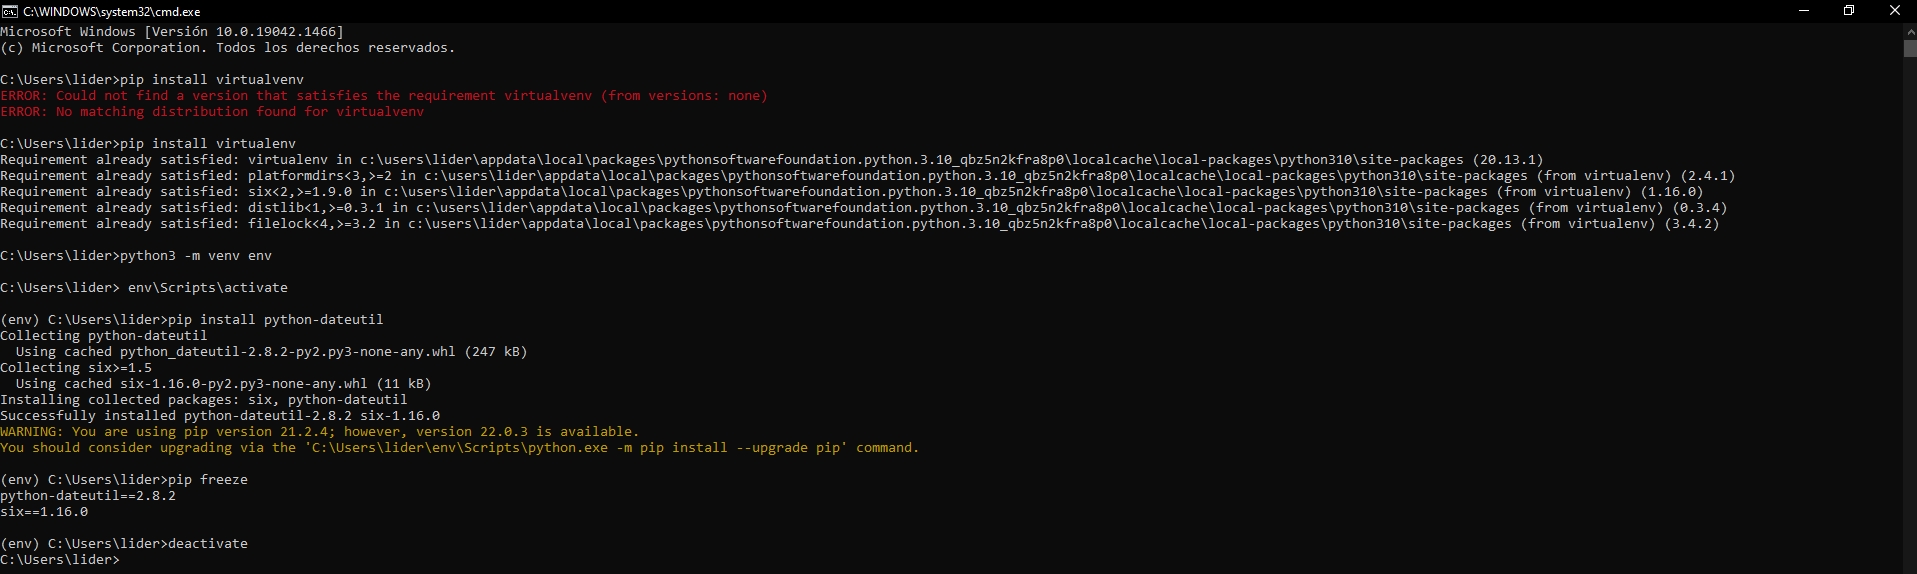 C:\WINDOWS\system32\cmd.exe
Microsoft Windows [Versión 10.0.19042.1466]
(c) Microsoft Corporation. Todos los derechos reservados.
C:\Users\lider>pip install virtualvenv
ERROR: Could not find a version that satisfies the requirement virtualvenv (from versions: none)
ERROR: No matching distribution found for virtualvenv
C:\Users\lider>pip install virtualenv
Requirement already satisfied: virtualenv in c:\users\lider\appdata\local\packages\pythonsoftwarefoundation.python.3.10_qbz5n2kfra8p0\localcache\local-packages\python310\site-packages (20.13.1)
Requirement already satisfied: platformdirs<3,>=2 in c:\users\lider\appdata\local\packages\pythonsoftwarefoundation.python.3.10_qbz5n2kfra8p0\localcache\local-packages\python310\site-packages (from virtualenv) (2.4.1)
Requirement already satisfied: six<2,>=1.9.0 in c:\users\lider\appdata\local\packages\pythonsoftwarefoundation.python.3.10_qbz5n2kfra8p0\localcache\local-packages\python310\site-packages (from virtualenv) (1.16.0)
Requirement already satisfied: distlib<1,>=0.3.1 in c:\users\lider\appdata\local\packages\pythonsoftwarefoundation.python.3.10_qbz5n2kfra8p0\localcache\local-packages\python310\site-packages (from virtualenv) (0.3.4)
Requirement already satisfied: filelock<4,>=3.2 in c:\users\lider\appdata\local\packages\pythonsoftwarefoundation.python.3.10_qbz5n2kfra8p0\localcache\local-packages\python310\site-packages (from virtualenv) (3.4.2)
C:\Users\lider>python3 -m venv env
C:\Users\lider> env\Scripts\activate
(env) C:\Users\lider>pip install python-dateutil
Collecting python-dateutil
  Using cached python_dateutil-2.8.2-py2.py3-none-any.whl (247 kB)
Collecting six>=1.5
  Using cached six-1.16.0-py2.py3-none-any.whl (11 kB)
Installing collected packages: six, python-dateutil
Successfully installed python-dateutil-2.8.2 six-1.16.0
WARNING: You are using pip version 21.2.4; however, version 22.0.3 is available.
You should consider upgrading via the 'C:\Users\lider\env\Scripts\python.exe -m pip install --upgrade pip' command.
(env) C:\Users\lider>pip freeze
python-dateutil==2.8.2
six==1.16.0
(env) C:\Users\lider>deactivate
C:\Users\lider>